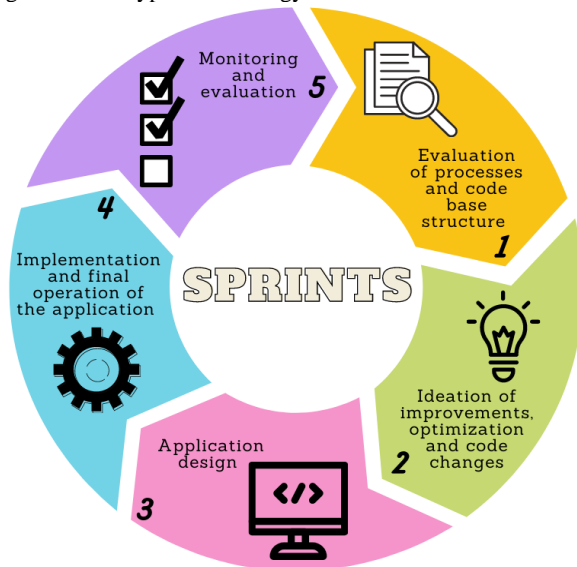 Monitoring
and
evaluation 5
Evaluation
of processes
and code
base
structure
1
4
Implementation
and final
operation of
the application
SPRINTS
Ideation of
improvements,
optimization
and code
changes
2
Application
design
3
</>